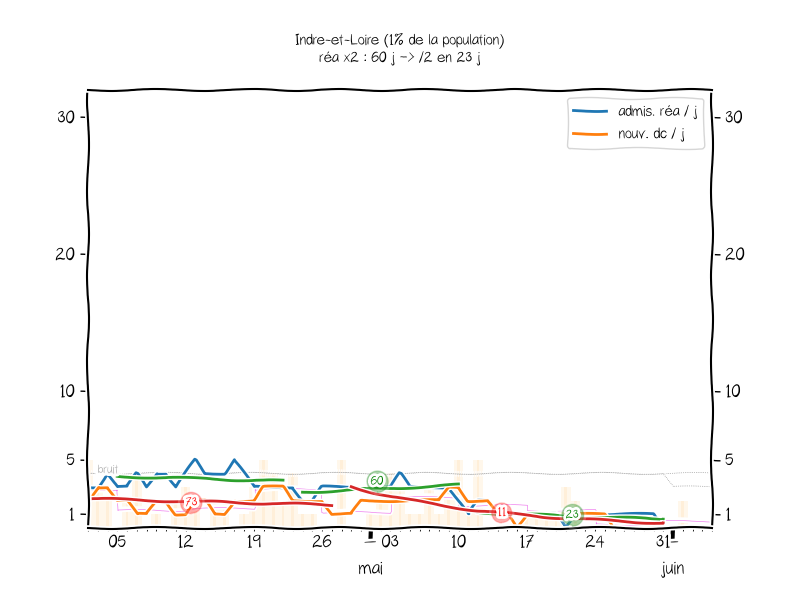 Indre-et-Loire (1% de la population)
réa x2 : 60 j -> /2 en 23 j
admis. réa / j
nouv. dc / j
30
30
20
20
10
10
5
5
1
1
bruit
73
60
11
23
05 12 19 26 03 10 17 24 31
mai juin